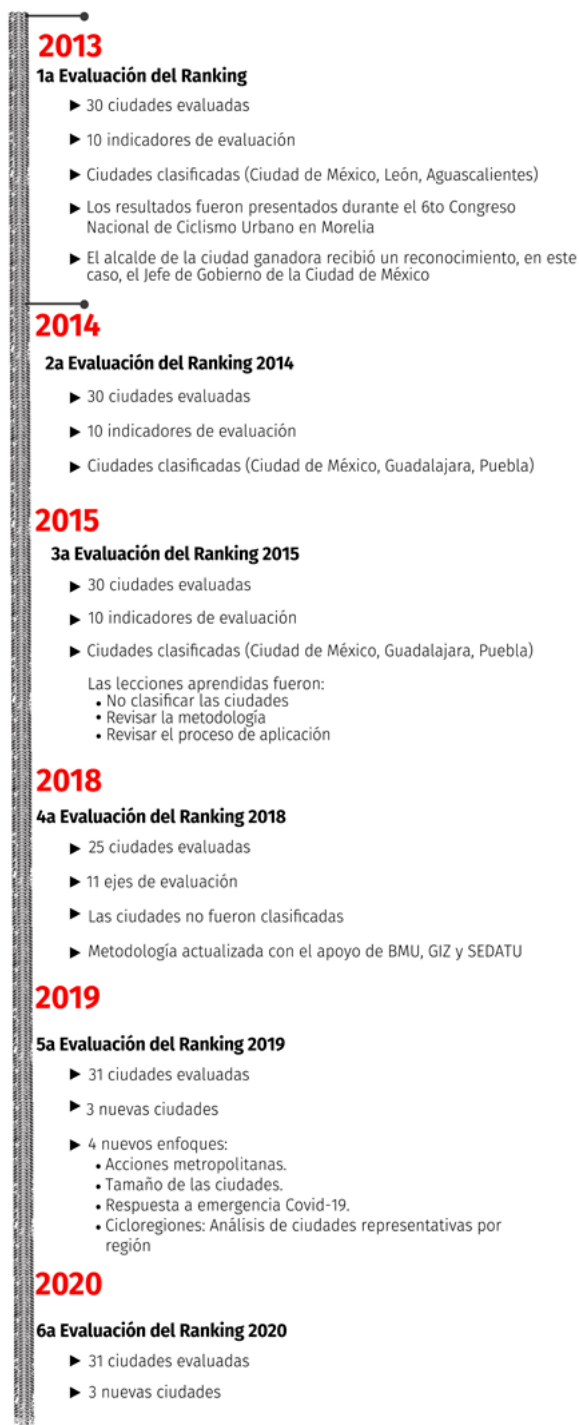 2013
1a Evaluación del Ranking
► 30 ciudades evaluadas
► 10 indicadores de evaluación
► Ciudades clasificadas (Ciudad de México, León, Aguascalientes)
► Los resultados fueron presentados durante el 6to Congreso
Nacional de Ciclismo Urbano en Morelia
► El alcalde de la ciudad ganadora recibió un reconocimiento, en este
caso, el Jefe de Gobierno de la Ciudad de México
2014
2a Evaluación del Ranking 2014
► 30 ciudades evaluadas
► 10 indicadores de evaluación
► Ciudades clasificadas (Ciudad de México, Guadalajara, Puebla)
2015
3a Evaluación del Ranking 2015
► 30 ciudades evaluadas
► 10 indicadores de evaluación
► Ciudades clasificadas (Ciudad de México, Guadalajara, Puebla)
Las lecciones aprendidas fueron:
• No clasificar las ciudades
• Revisar la metodología
• Revisar el proceso de aplicación
2018
4a Evaluación del Ranking 2018
► 25 ciudades evaluadas
► 11 ejes de evaluación
► Las ciudades no fueron clasificadas
► Metodología actualizada con el apoyo de BMU, GIZ y SEDATU
2019
5a Evaluación del Ranking 2019
► 31 ciudades evaluadas
► 3 nuevas ciudades
► 4 nuevos enfoques:
• Acciones metropolitanas.
• Tamaño de las ciudades.
• Respuesta a emergencia Covid-19.
• Cicloregiones: Análisis de ciudades representativas por
región
2020
6a Evaluación del Ranking 2020
► 31 ciudades evaluadas
► 3 nuevas ciudades